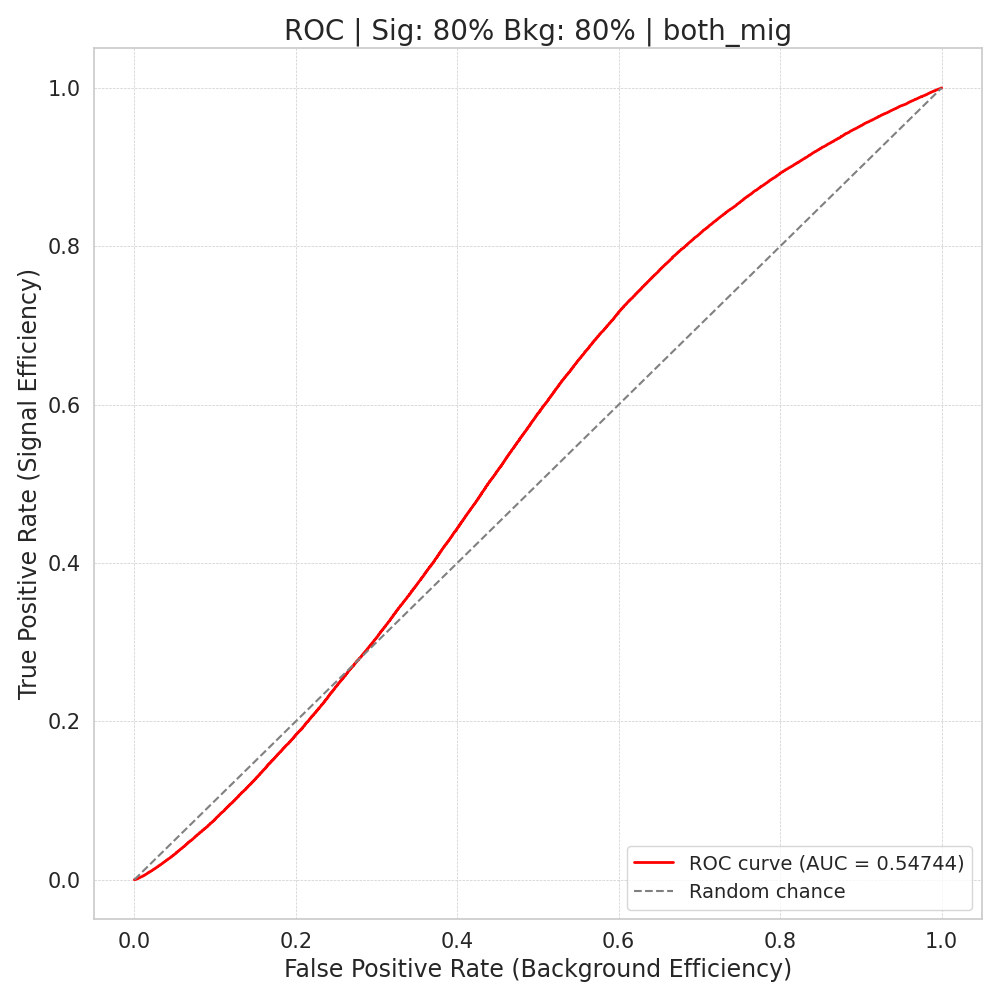 ROC | Sig: 80% Bkg: 80% | both_mig
True Positive Rate (Signal Efficiency)
1.0
0.8
0.6
0.4
0.2
0.0
ROC curve (AUC = 0.54744)
Random chance
0.0 0.2 0.4 0.6 0.8 1.0
False Positive Rate (Background Efficiency)